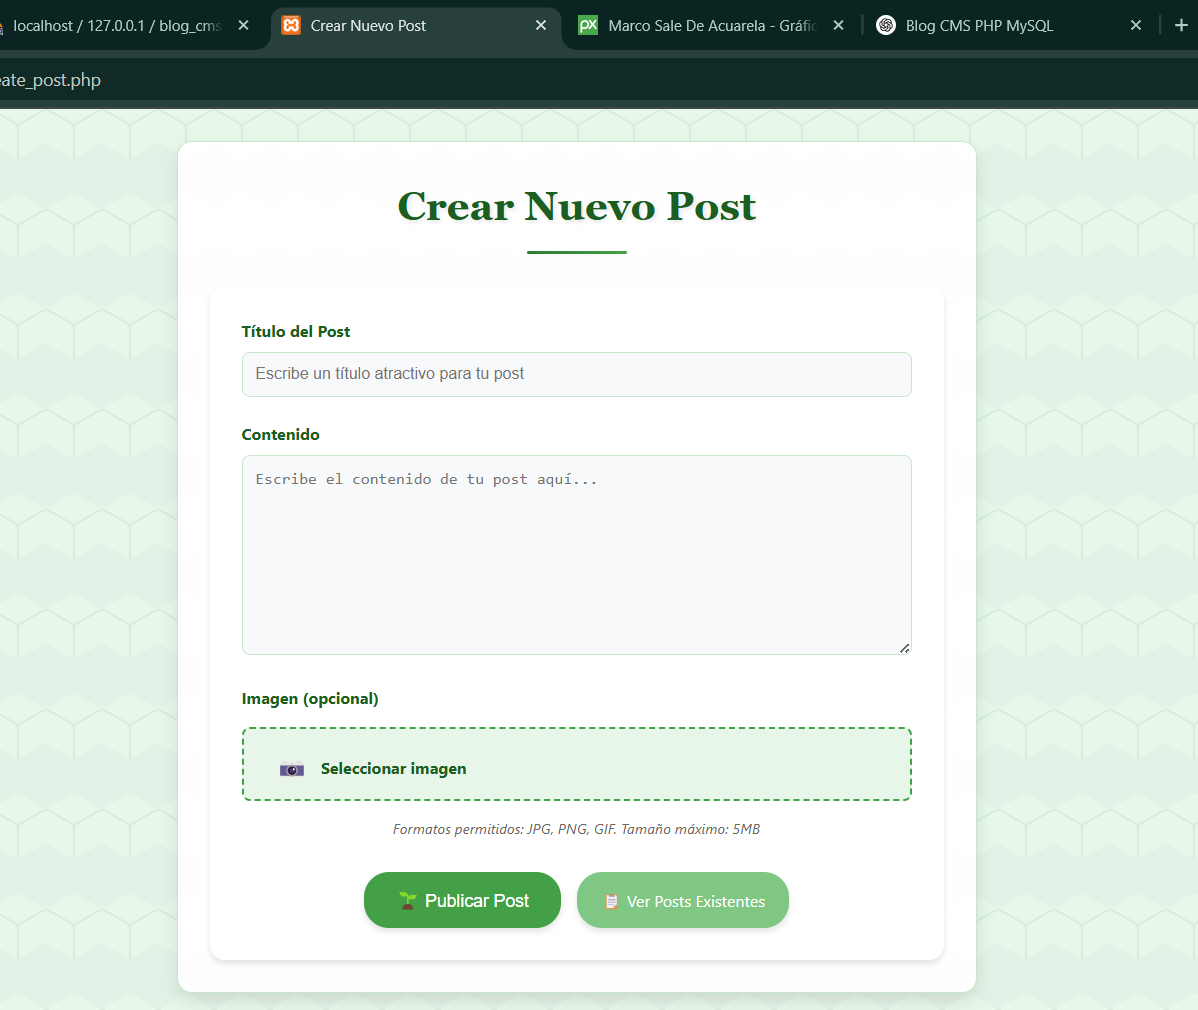 localhost / 127.0.0.1 / blog_cms
Crear Nuevo Post
Marco Sale De Acuarela - Gráfic
Blog CMS PHP MySQL
eate_post.php
Crear Nuevo Post
Título del Post
Escribe un título atractivo para tu post
Contenido
Escribe el contenido de tu post aquí...
Imagen (opcional)
Seleccionar imagen
Formatos permitidos: JPG, PNG, GIF. Tamaño máximo: 5MB
Publicar Post
Ver Posts Existentes